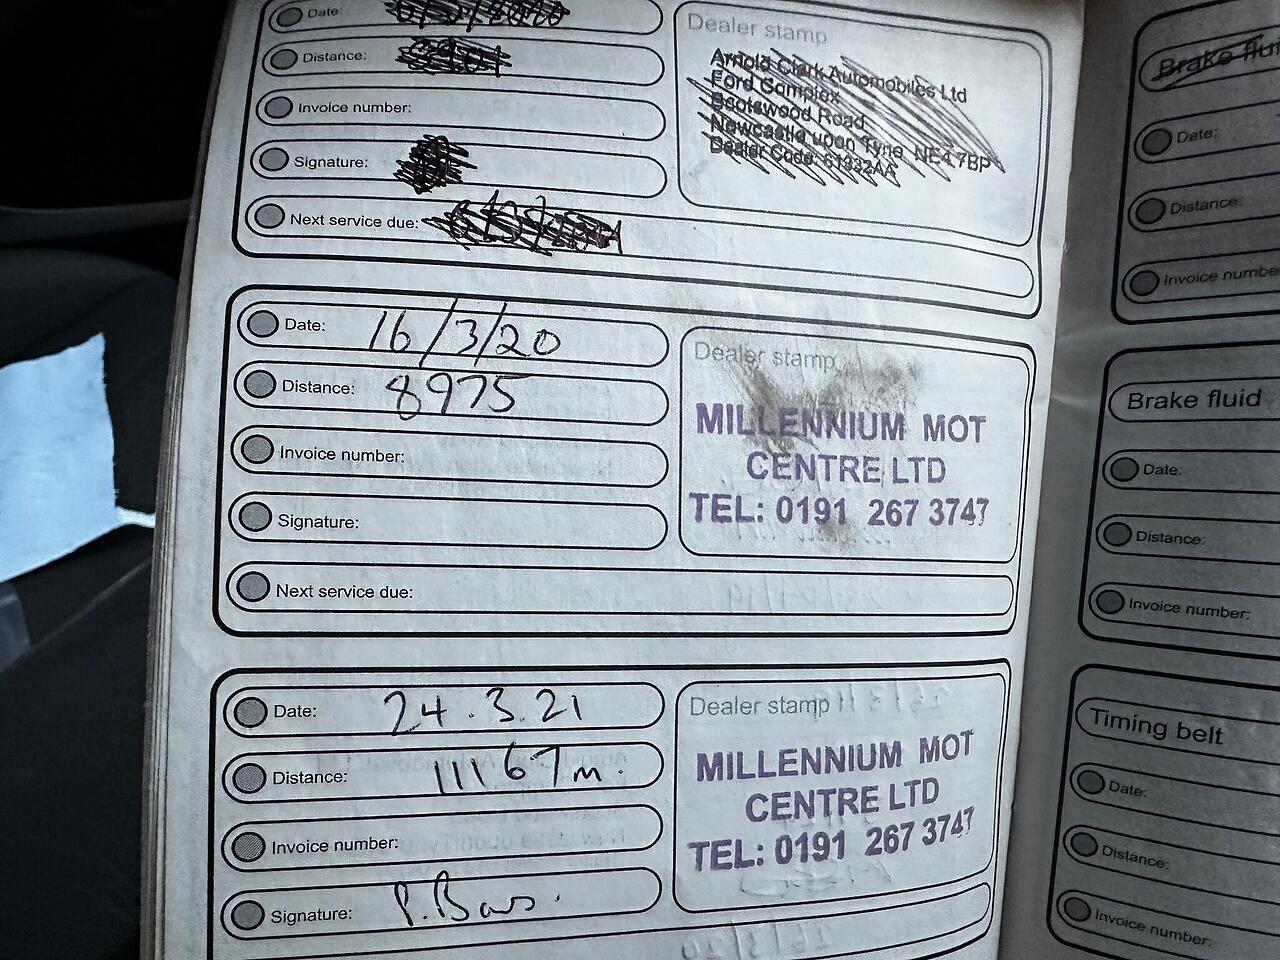 Date:
Distance:
Invoice number:
Signature:
Next service due:
Dealer stamp
Arnold Clark Automobiles Ltd
Ford Complex
Scotswood Road
Newcastle upon Tyne NE4 7BP
Dealer Code: 61332AA
Date: 16/3/20
Distance: 8975
Invoice number:
Signature:
Next service due:
Dealer stamp
MILLENNIUM MOT
CENTRE LTD
TEL: 0191 267 3747
Date: 24.3.21
Distance: 11167m.
Invoice number:
Signature:
Dealer stamp
MILLENNIUM MOT
CENTRE LTD
TEL: 0191 267 3747
Brake
Date:
Distance:
Invoice
Brake fluid
Date:
Distance:
Invoice number:
Timing belt
Date:
Distance:
Invoice number: